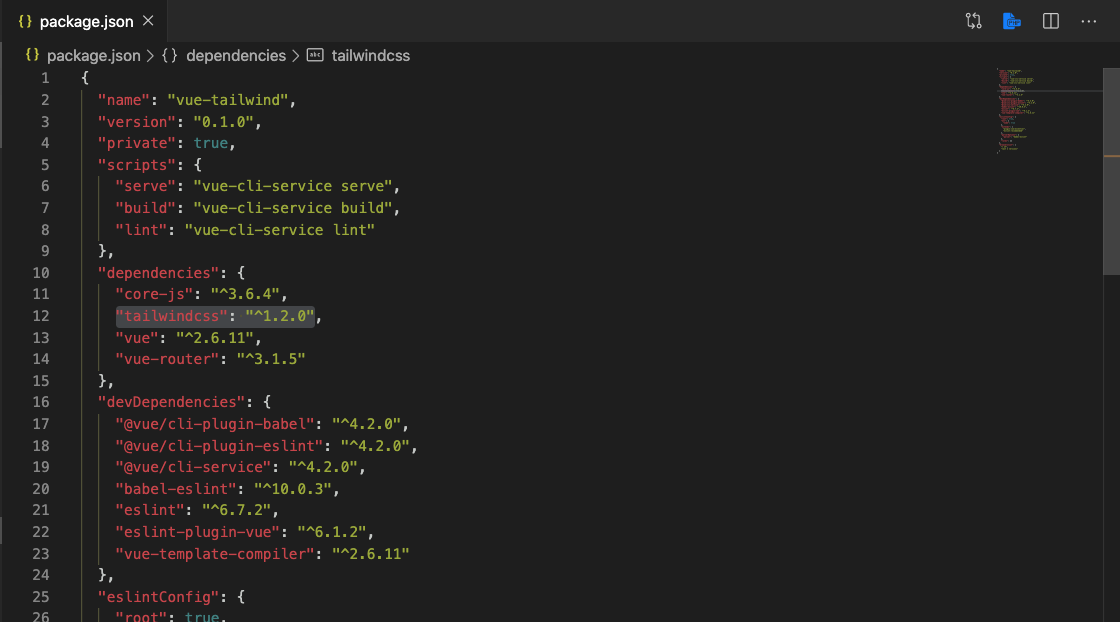 {} package.json ×
{} package.json > {} dependencies > abc tailwindcss
1 {
2 "name": "vue-tailwind",
3 "version": "0.1.0",
4 "private": true,
5 "scripts": {
6 "serve": "vue-cli-service serve",
7 "build": "vue-cli-service build",
8 "lint": "vue-cli-service lint"
9 },
10 "dependencies": {
11 "core-js": "^3.6.4",
12 "tailwindcss": "^1.2.0",
13 "vue": "^2.6.11",
14 "vue-router": "^3.1.5"
15 },
16 "devDependencies": {
17 "@vue/cli-plugin-babel": "^4.2.0",
18 "@vue/cli-plugin-eslint": "^4.2.0",
19 "@vue/cli-service": "^4.2.0",
20 "babel-eslint": "^10.0.3",
21 "eslint": "^6.7.2",
22 "eslint-plugin-vue": "^6.1.2",
23 "vue-template-compiler": "^2.6.11"
24 },
25 "eslintConfig": {
26 "root": true,